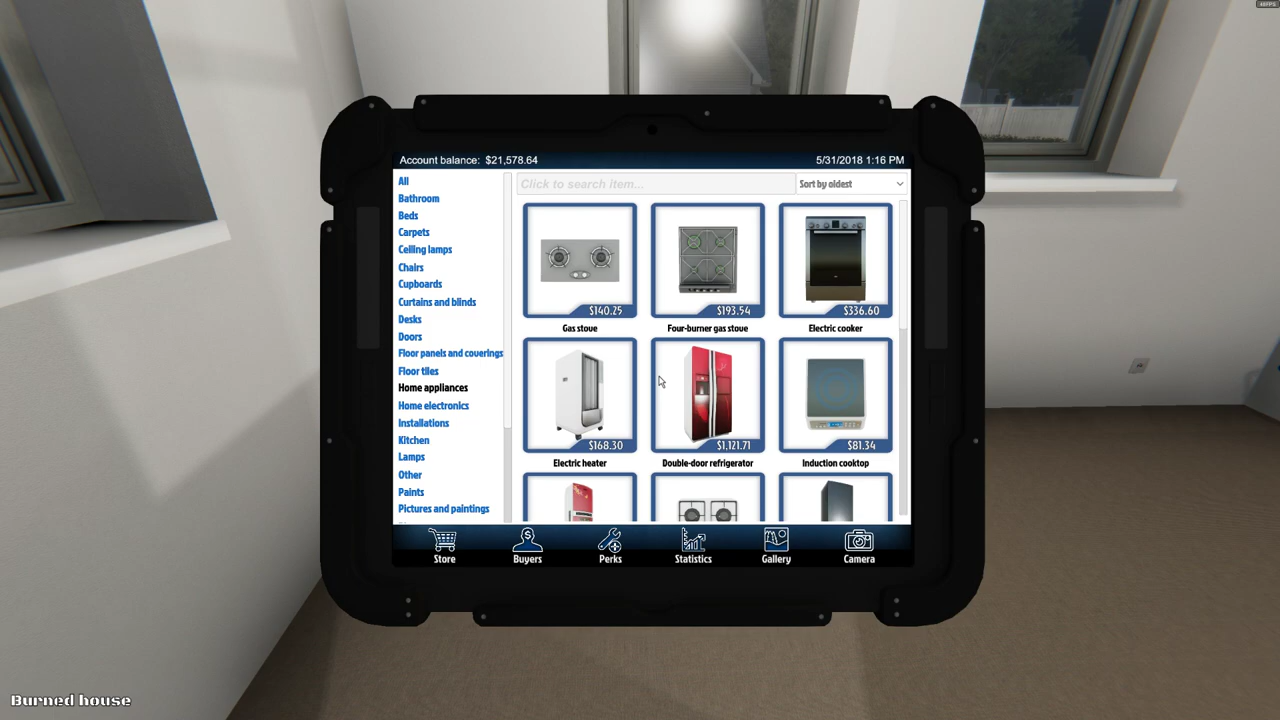 48FPS
Account balance: $21,578.64
5/31/2018 1:16 PM
All
Bathroom
Beds
Carpets
Ceiling lamps
Chairs
Cupboards
Curtains and blinds
Desks
Doors
Floor panels and coverings
Floor tiles
Home appliances
Home electronics
Installations
Kitchen
Lamps
Other
Paints
Pictures and paintings
Click to search item...
Sort by oldest
$140.25
$193.54
$336.60
Gas stove
Four-burner gas stove
Electric cooker
$168.30
$1,121.71
$81.34
Electric heater
Double-door refrigerator
Induction cooktop
Store
Buyers
Perks
Statistics
Gallery
Camera
Burned house